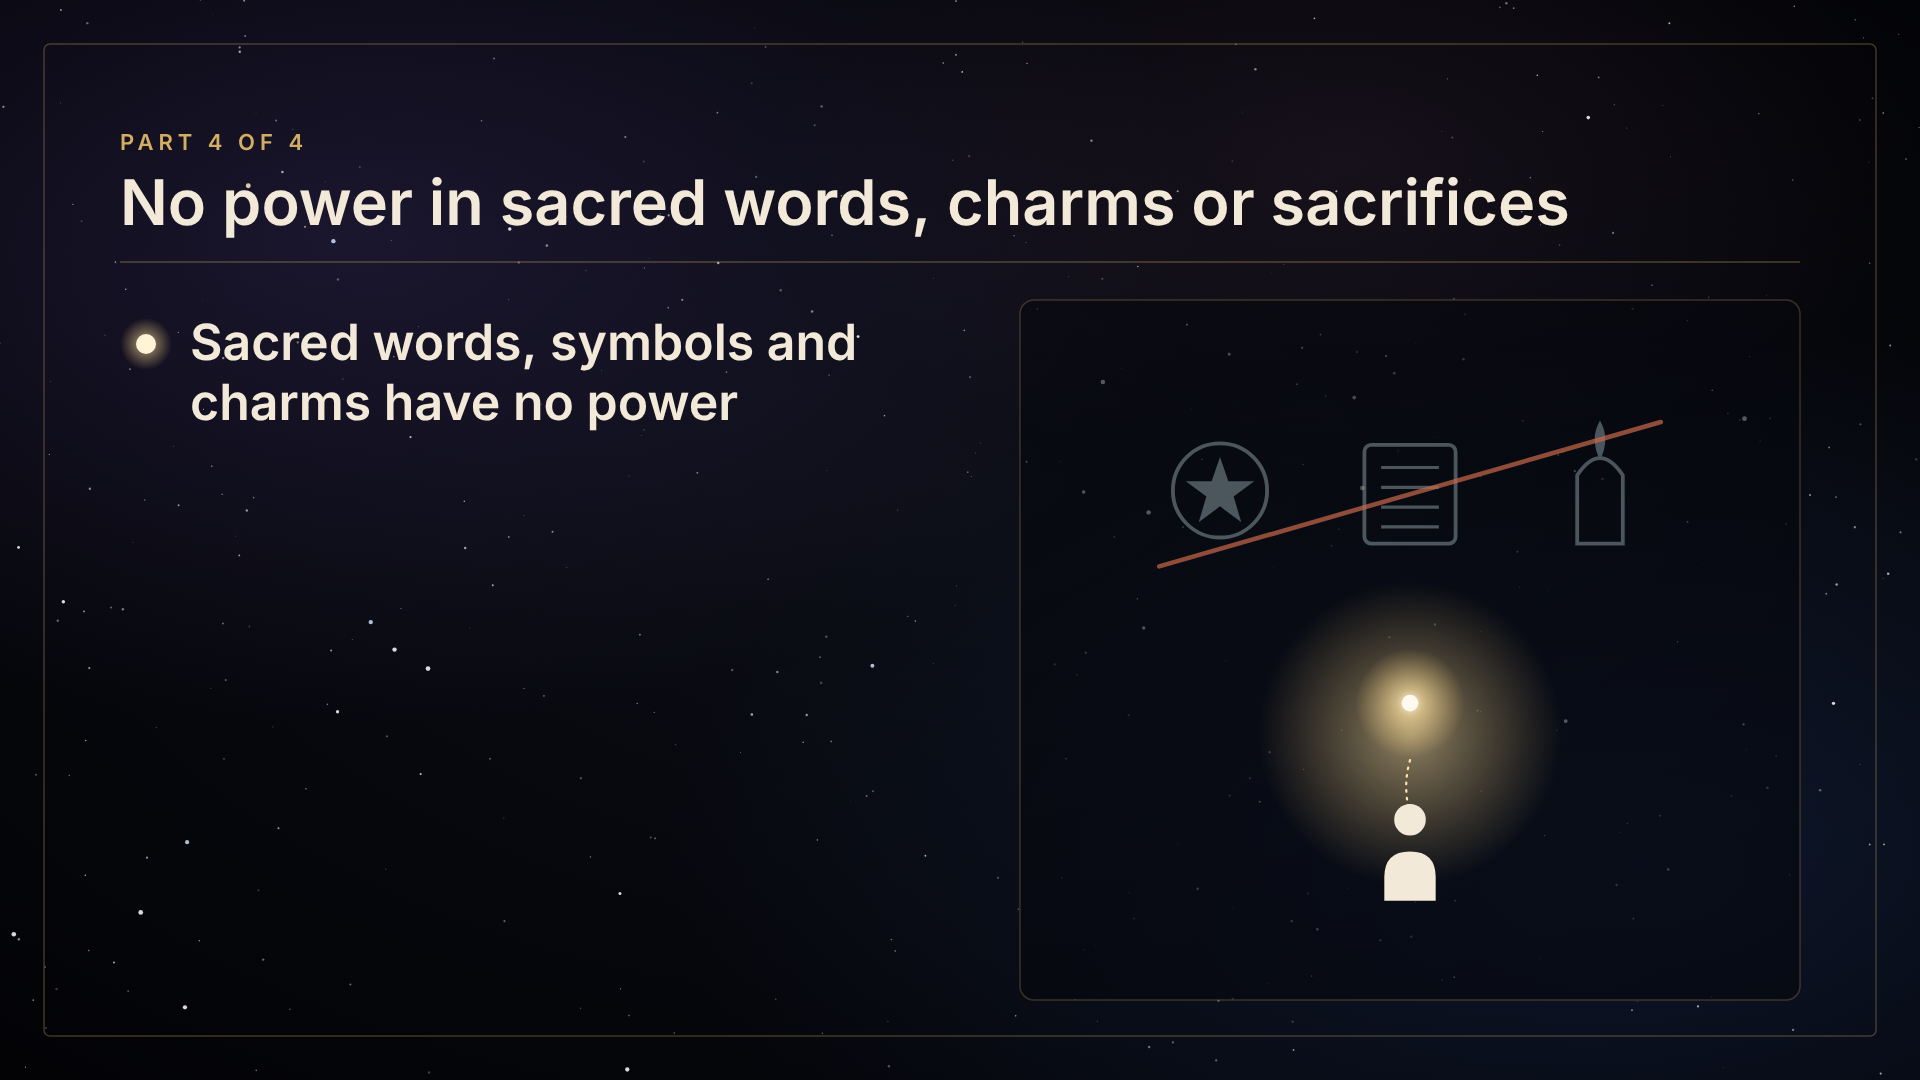 PART 4 OF 4
No power in sacred words, charms or sacrifices
Sacred words, symbols and
charms have no power